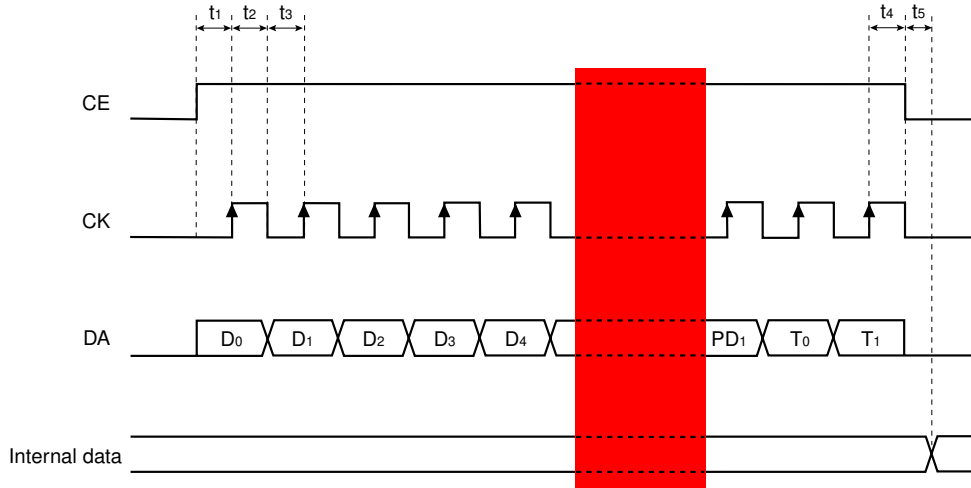 t₁ t₂ t₃ t₄ t₅
CE
CK
DA D₀ D₁ D₂ D₃ D₄ PD₁ T₀ T₁
Internal data